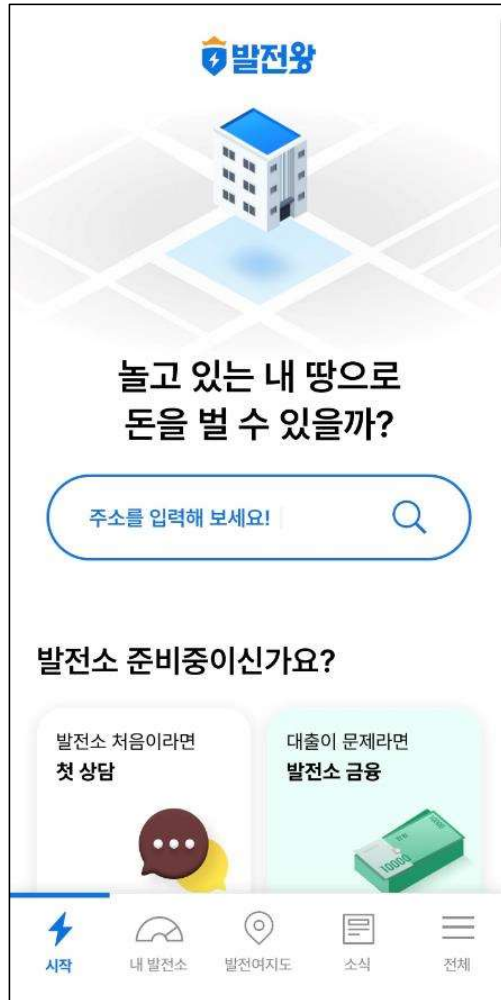 발전왕
놀고 있는 내 땅으로
돈을 벌 수 있을까?
주소를 입력해 보세요!
발전소 준비중이신가요?
발전소 처음이라면
첫 상담
대출이 문제라면
발전소 금융
10000
10000
시작
내 발전소
발전여지도
소식
전체